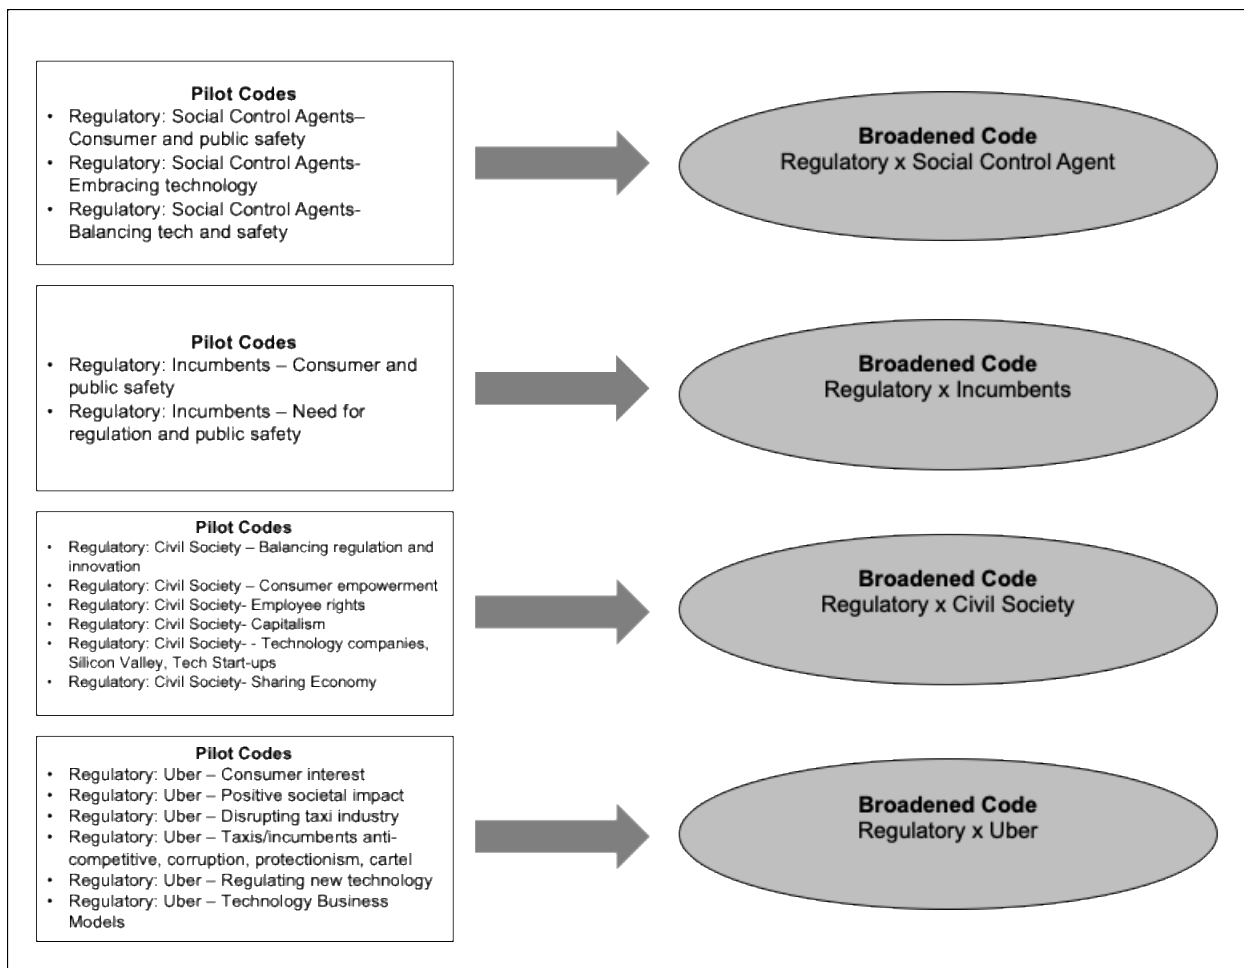 Pilot Codes
• Regulatory: Social Control Agents–
Consumer and public safety
• Regulatory: Social Control Agents-
Embracing technology
• Regulatory: Social Control Agents-
Balancing tech and safety
Broadened Code
Regulatory x Social Control Agent
Pilot Codes
• Regulatory: Incumbents – Consumer and
public safety
• Regulatory: Incumbents – Need for
regulation and public safety
Broadened Code
Regulatory x Incumbents
Pilot Codes
• Regulatory: Civil Society – Balancing regulation and
innovation
• Regulatory: Civil Society – Consumer empowerment
• Regulatory: Civil Society- Employee rights
• Regulatory: Civil Society- Capitalism
• Regulatory: Civil Society- - Technology companies,
Silicon Valley, Tech Start-ups
• Regulatory: Civil Society- Sharing Economy
Broadened Code
Regulatory x Civil Society
Pilot Codes
• Regulatory: Uber – Consumer interest
• Regulatory: Uber – Positive societal impact
• Regulatory: Uber – Disrupting taxi industry
• Regulatory: Uber – Taxis/incumbents anti-
competitive, corruption, protectionism, cartel
• Regulatory: Uber – Regulating new technology
• Regulatory: Uber – Technology Business
Models
Broadened Code
Regulatory x Uber